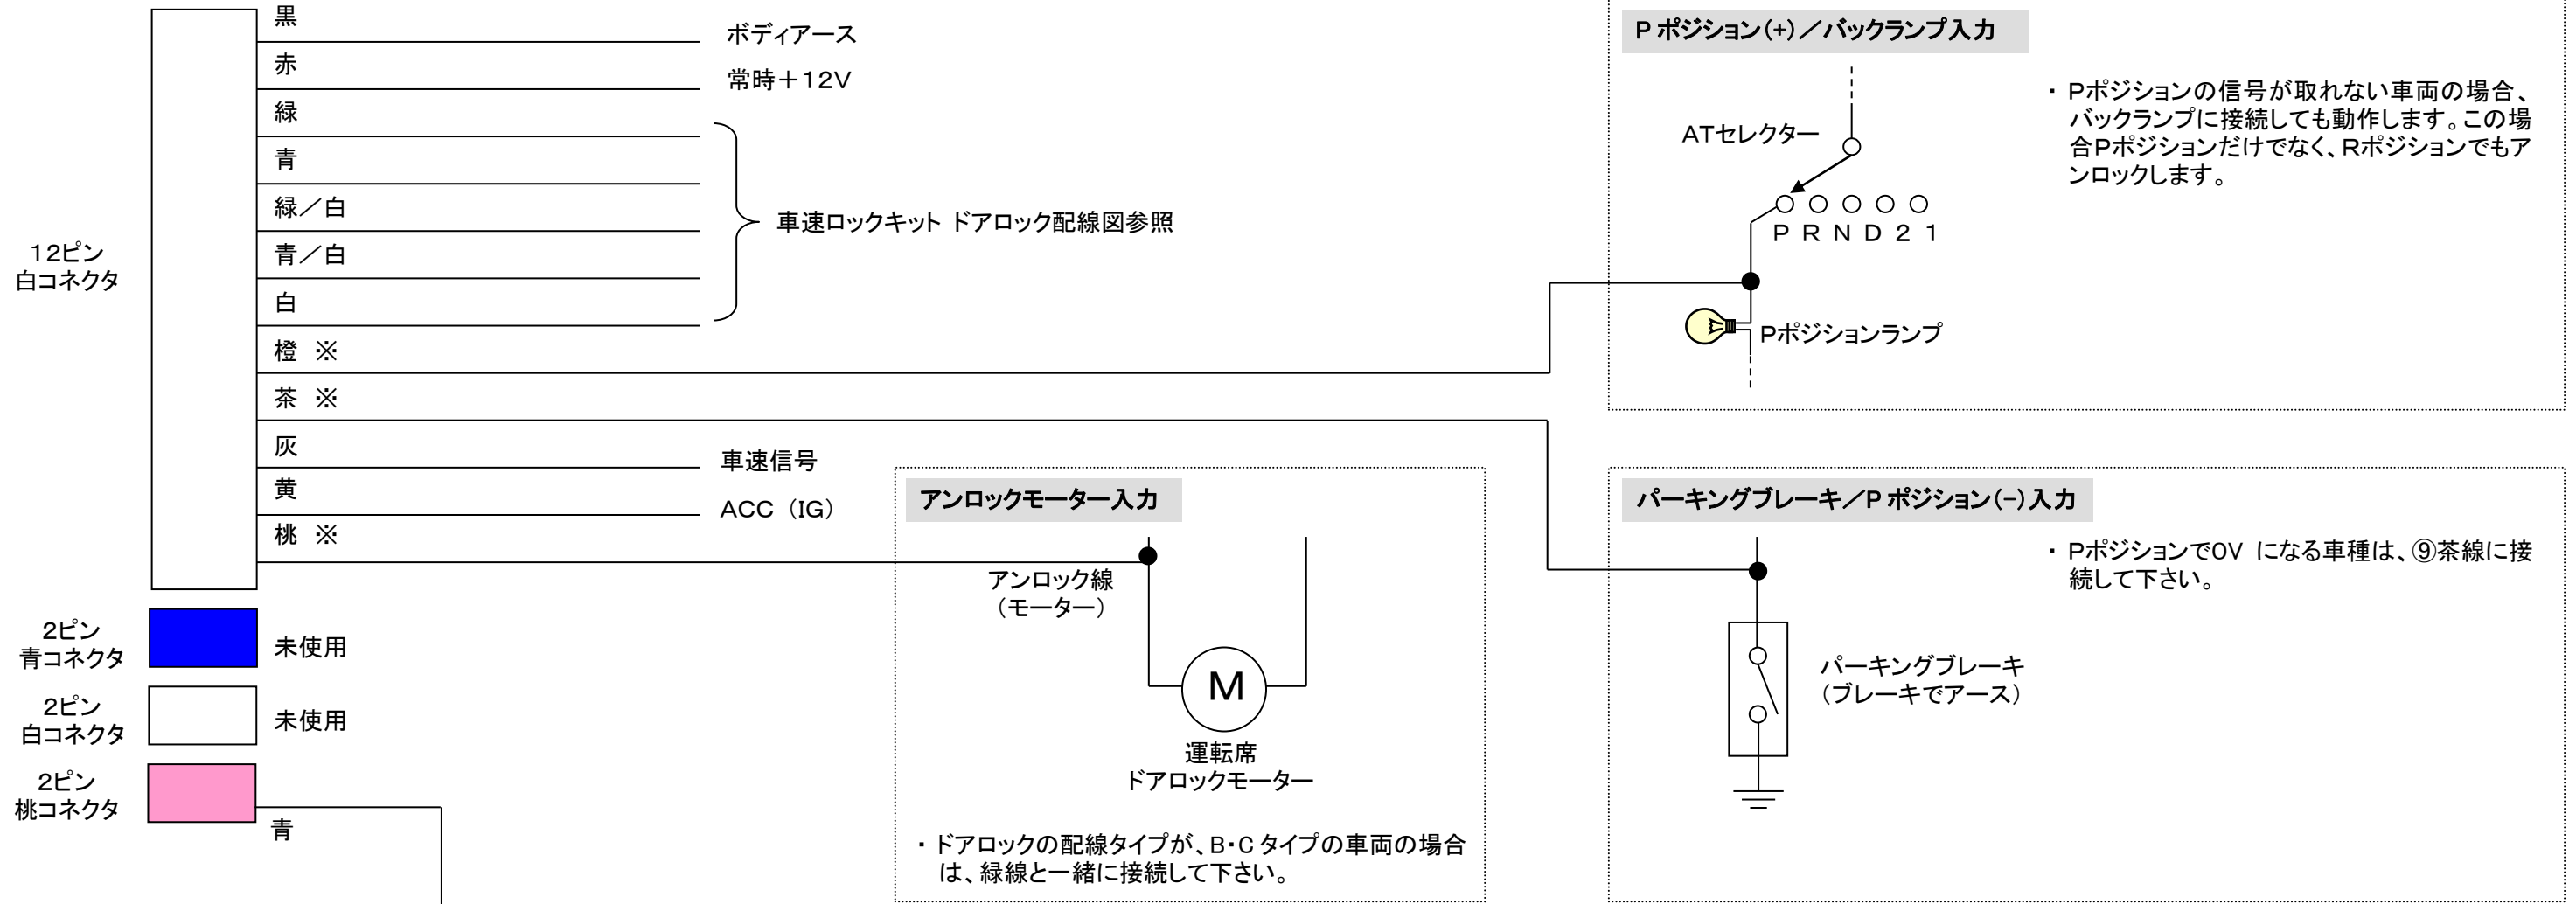 黒
ボディアース
赤
常時＋12V
緑
青
緑／白
青／白
白
車速ロックキット ドアロック配線図参照
12ピン
白コネクタ
橙 ※
茶 ※
灰
車速信号
黄
ACC（IG）
桃 ※
2ピン
青コネクタ
未使用
2ピン
白コネクタ
未使用
2ピン
桃コネクタ
青
アンロックモーター入力
アンロック線
（モーター）
M
運転席
ドアロックモーター
・ ドアロックの配線タイプが、B・C タイプの車両の場合
は、緑線と一緒に接続して下さい。
P ポジション（+）／バックランプ入力
ATセレクター
P R N D 2 1
Pポジションランプ
・ Pポジションの信号が取れない車両の場合、
バックランプに接続しても動作します。この場
合Pポジションだけでなく、Rポジションでもア
ンロックします。
パーキングブレーキ／P ポジション（-）入力
・ Pポジションで0V になる車種は、⑨茶線に接
続して下さい。
パーキングブレーキ
（ブレーキでアース）